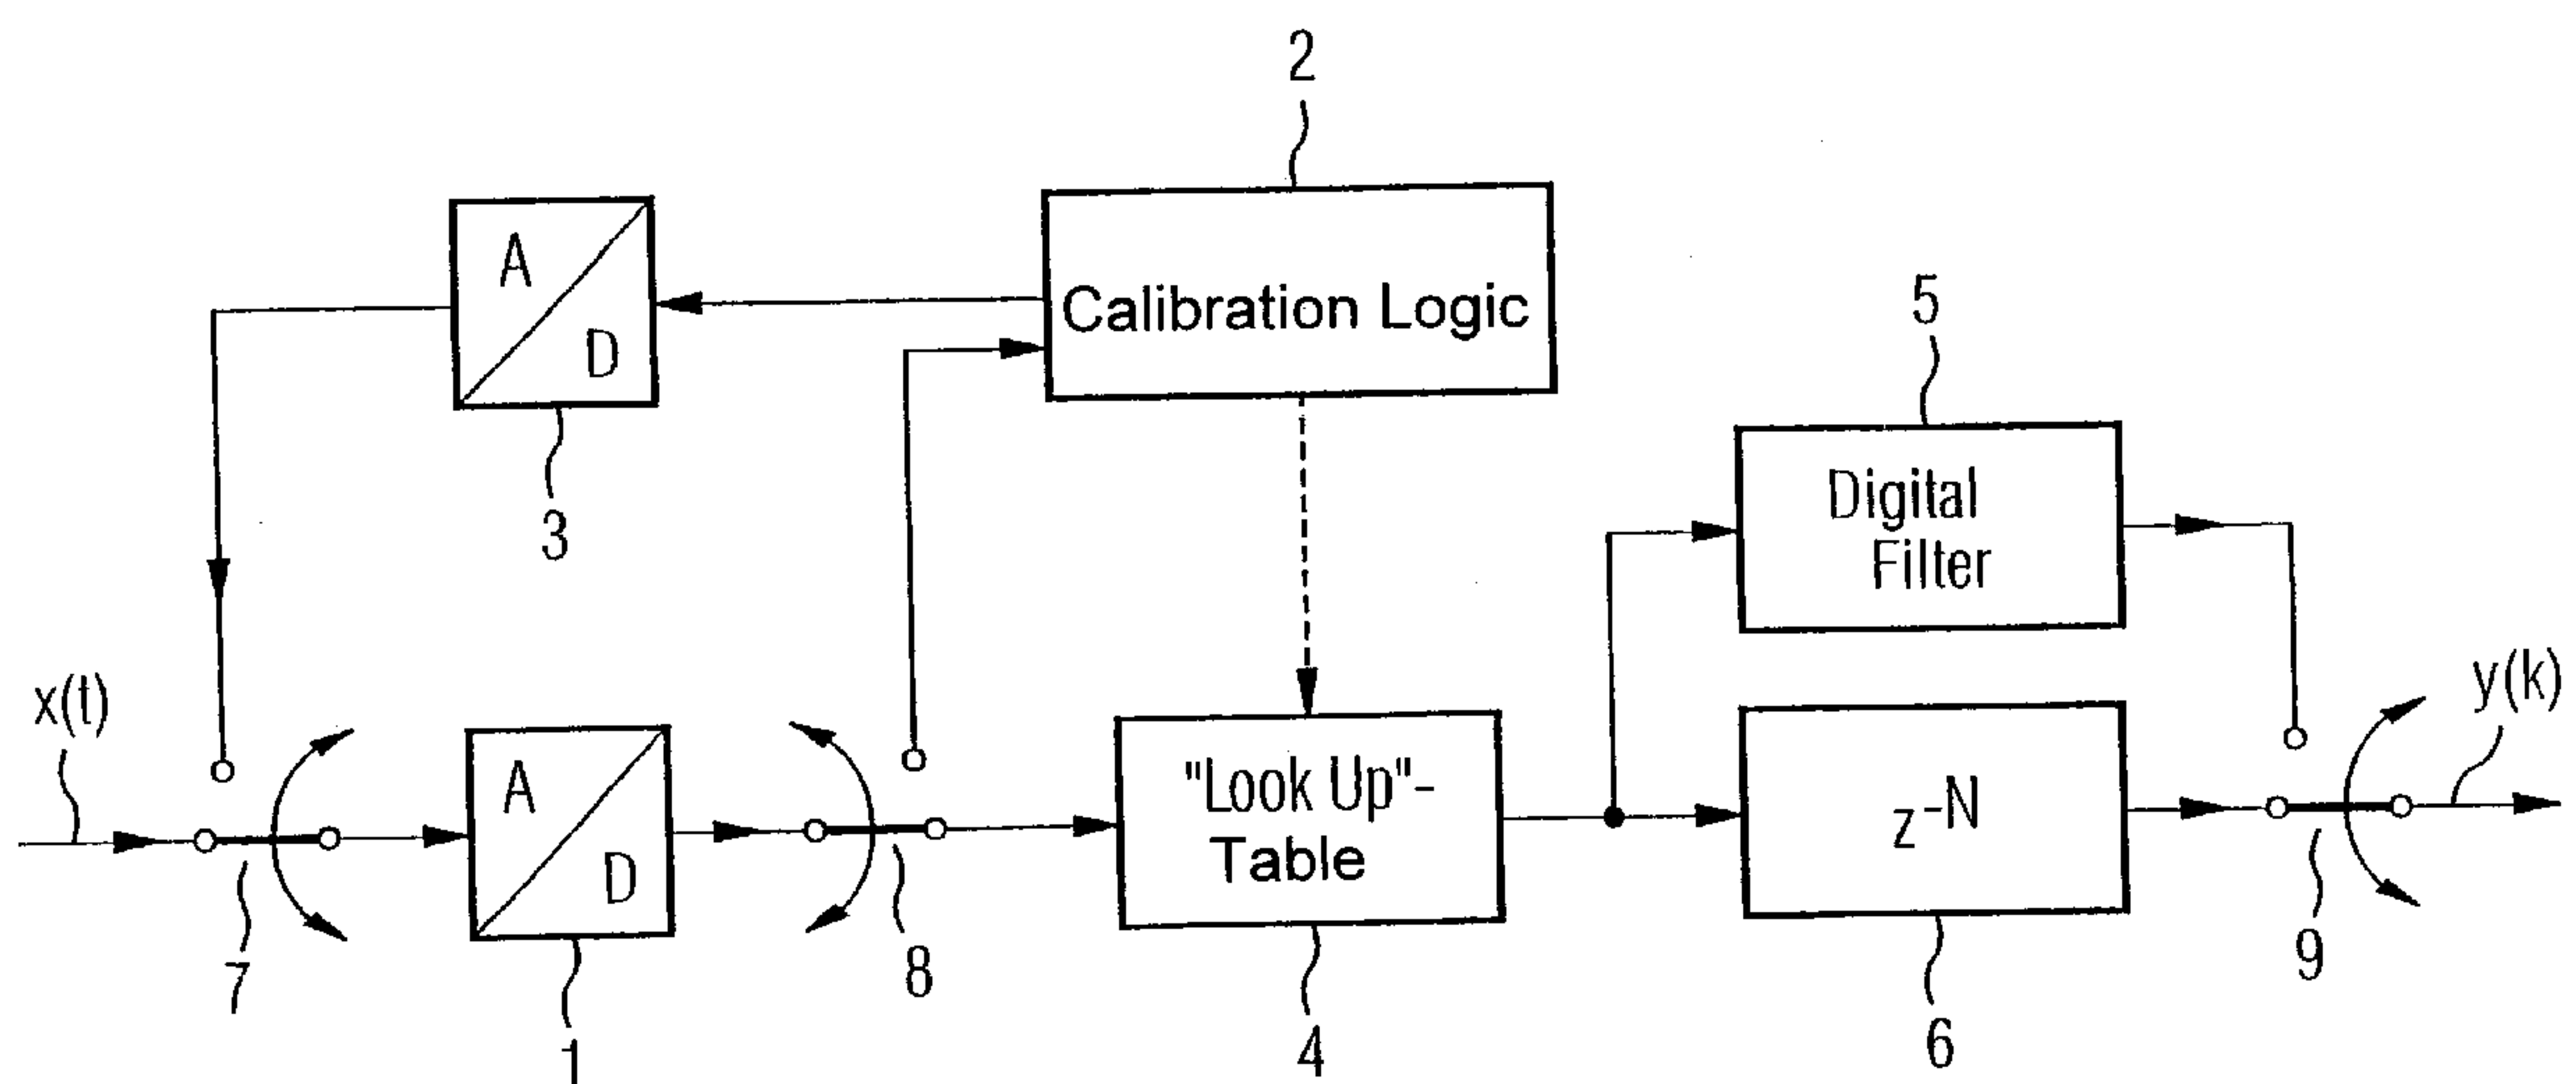 2
A
D
Calibration Logic
3
5
Digital
Filter
x(t)
A
D
7
1
8
"Look Up"-
Table
4
z⁻ᴺ
6
9
y(k)